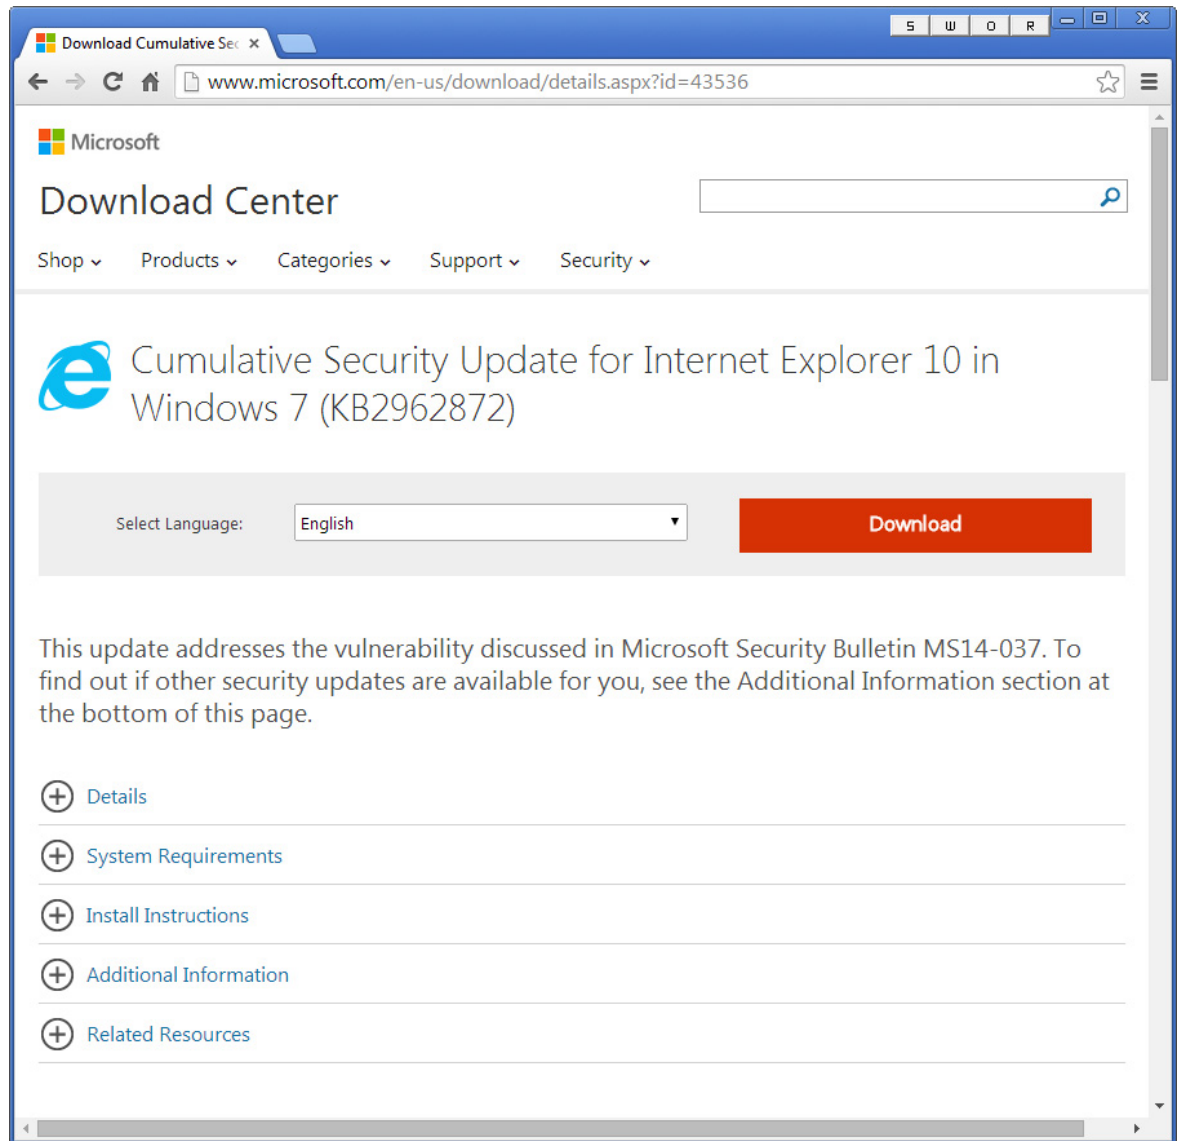 S W O R
Download Cumulative Sec
www.microsoft.com/en-us/download/details.aspx?id=43536
Microsoft
Download Center
Shop Products Categories Support Security
Cumulative Security Update for Internet Explorer 10 in
Windows 7 (KB2962872)
Select Language: English Download
This update addresses the vulnerability discussed in Microsoft Security Bulletin MS14-037. To
find out if other security updates are available for you, see the Additional Information section at
the bottom of this page.
Details
System Requirements
Install Instructions
Additional Information
Related Resources